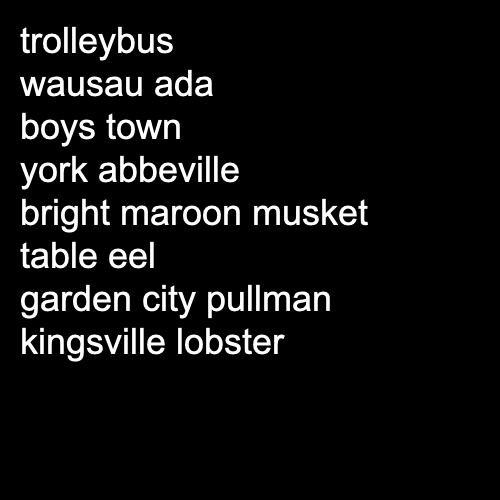 trolleybus
wausau ada
boys town
york abbeville
bright maroon musket
table eel
garden city pullman
kingsville lobster